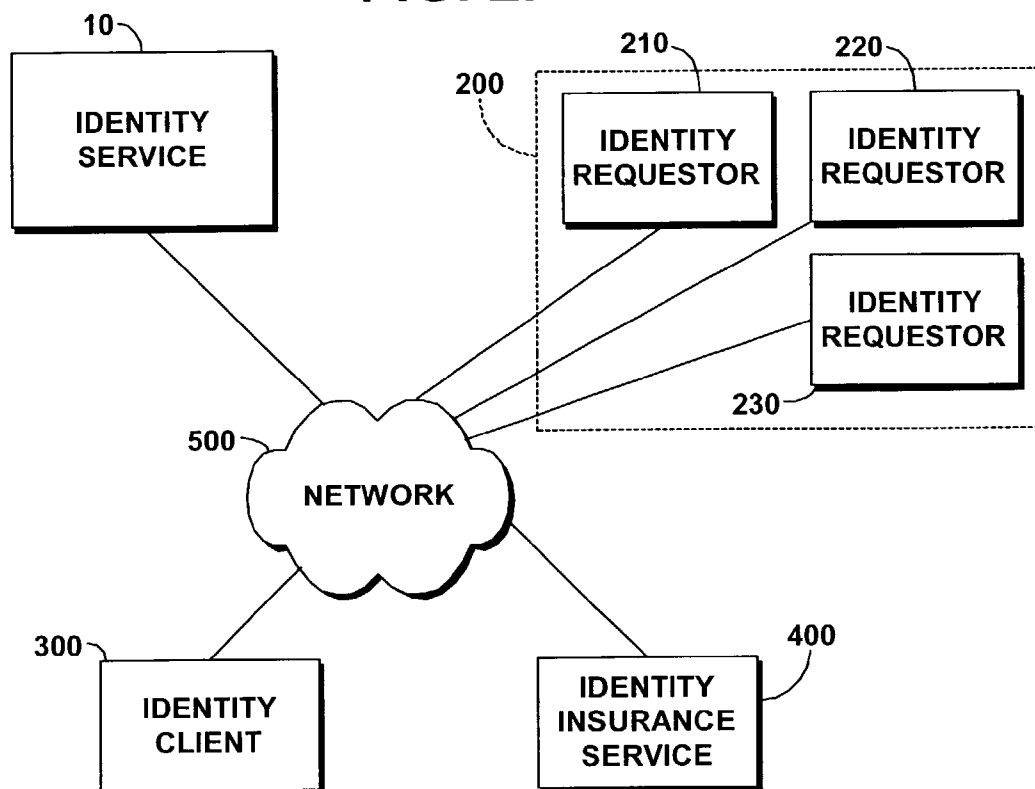 10
IDENTITY
SERVICE
200
210
220
IDENTITY
REQUESTOR
IDENTITY
REQUESTOR
IDENTITY
REQUESTOR
230
500
NETWORK
300
IDENTITY
CLIENT
400
IDENTITY
INSURANCE
SERVICE